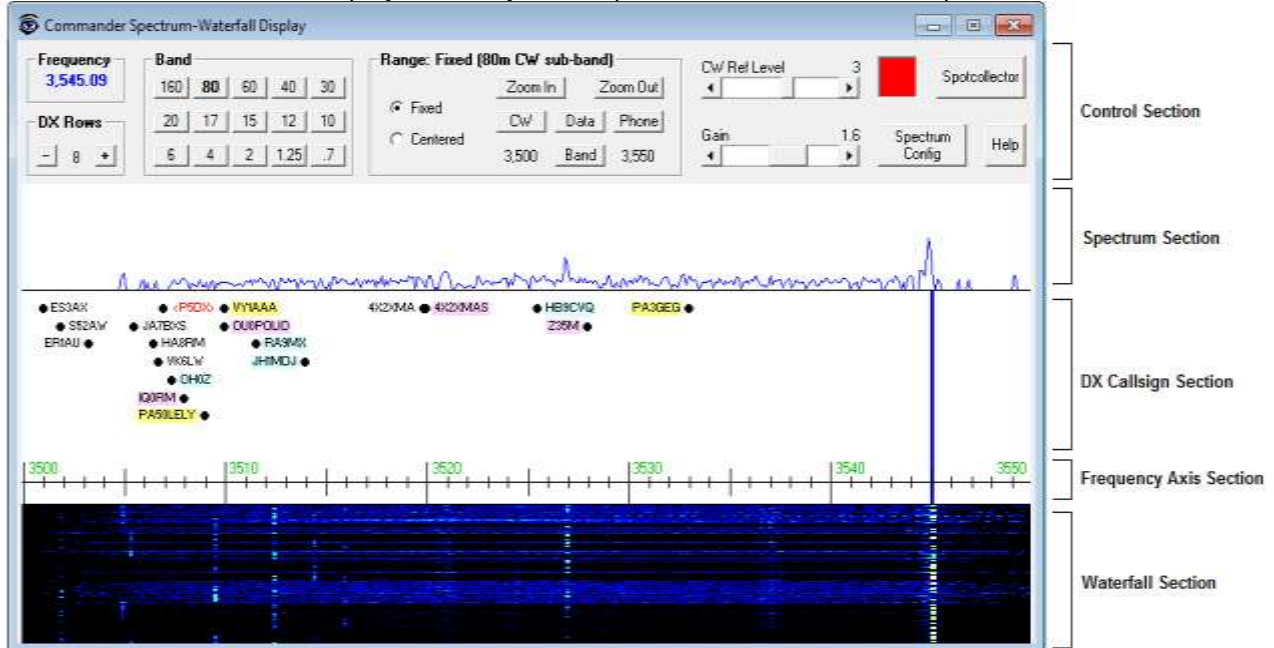 Commander Spectrum-Waterfall Display
Frequency
3,545.09
DX Rows
- 8 +
Band
160 80 60 40 30
20 17 15 12 10
6 4 2 1.25 .7
Range: Fixed (80m CW sub-band)
Fixed
Centered
Zoom In Zoom Out
CW Data Phone
3,500 Band 3,550
CW Ref Level 3
Gain 1.6
Spotcollector
Spectrum
Config
Help
Control Section
Spectrum Section
ES3AX <P5DX> VY1AAA 4X2XMA 4X2XMAS HB9CVQ PA3GEG
S52AW JA7BXS Z35M
ER1AU HA8RM RA9MX
VK6LW JH1MDJ
OH0Z
IQ0RM
PA50LELY
DX Callsign Section
3500 3510 3520 3530 3540 3550
Frequency Axis Section
Waterfall Section